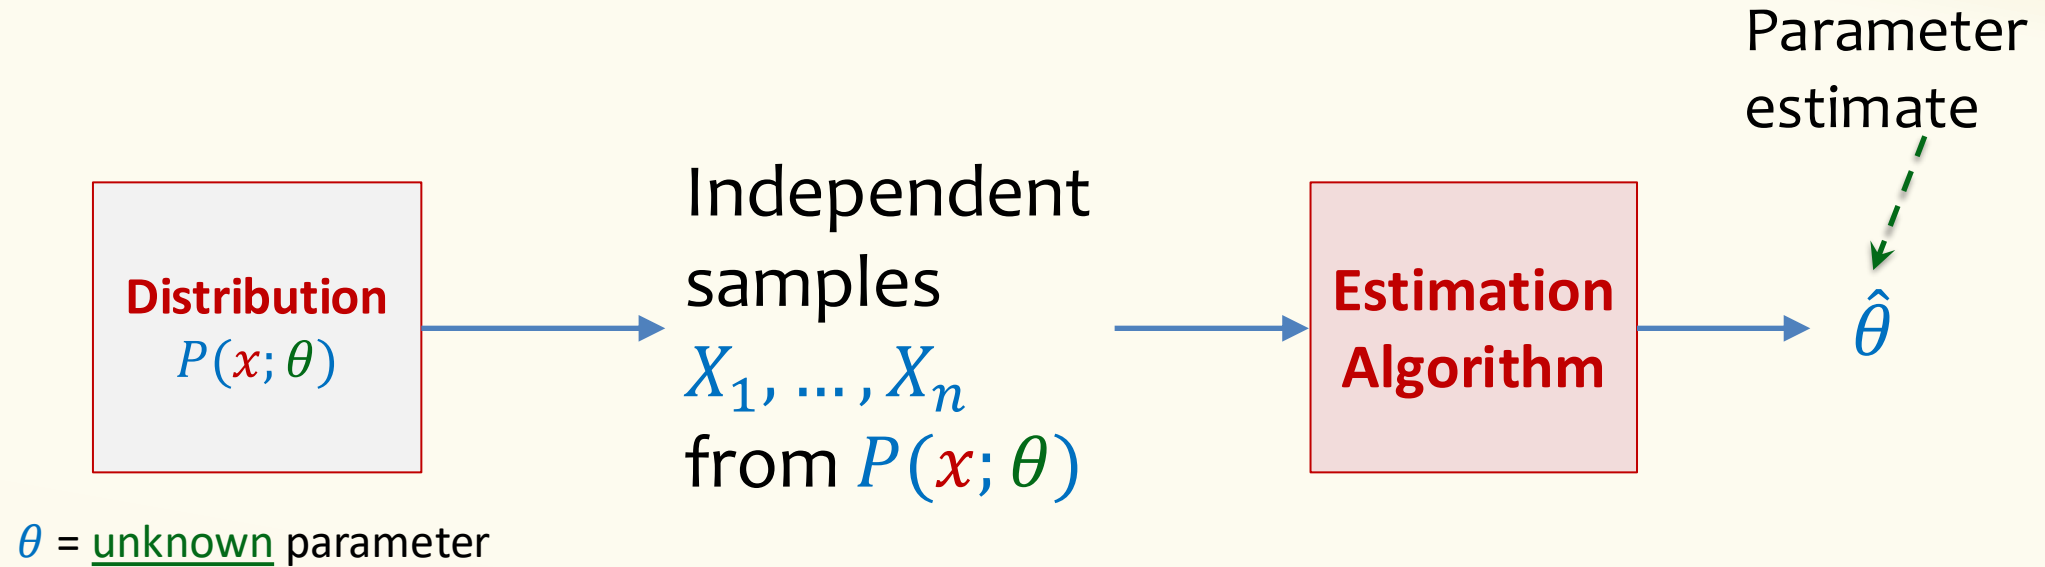 Parameter
estimate
Distribution
P(x; θ)
Independent
samples
X₁, … , Xₙ
from P(x; θ)
Estimation
Algorithm
θ̂
θ = unknown parameter